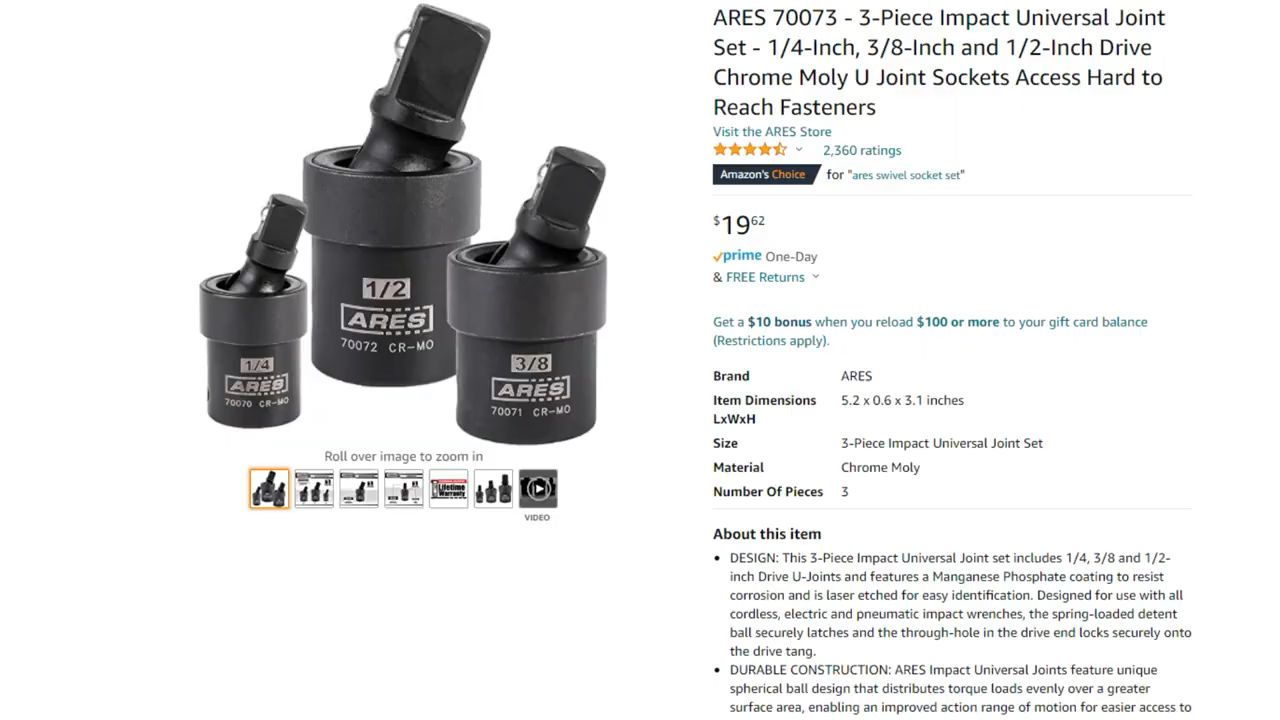 ARES 70073 - 3-Piece Impact Universal Joint
Set - 1/4-Inch, 3/8-Inch and 1/2-Inch Drive
Chrome Moly U Joint Sockets Access Hard to
Reach Fasteners
Visit the ARES Store
2,360 ratings
Amazon's Choice for "ares swivel socket set"
$19 62
prime One-Day
& FREE Returns
Get a $10 bonus when you reload $100 or more to your gift card balance
(Restrictions apply).
Brand ARES
Item Dimensions 5.2 x 0.6 x 3.1 inches
LxWxH
Size 3-Piece Impact Universal Joint Set
Material Chrome Moly
Number Of Pieces 3
About this item
• DESIGN: This 3-Piece Impact Universal Joint set includes 1/4, 3/8 and 1/2-
inch Drive U-Joints and features a Manganese Phosphate coating to resist
corrosion and is laser etched for easy identification. Designed for use with all
cordless, electric and pneumatic impact wrenches, the spring-loaded detent
ball securely latches and the through-hole in the drive end locks securely onto
the drive tang.
• DURABLE CONSTRUCTION: ARES Impact Universal Joints feature unique
spherical ball design that distributes torque loads evenly over a greater
surface area, enabling an improved action range of motion for easier access to
1/4
ARES
70070 CR-MO
1/2
ARES
70072 CR-MO
3/8
ARES
70071 CR-MO
Roll over image to zoom in
Lifetime
Warranty
VIDEO